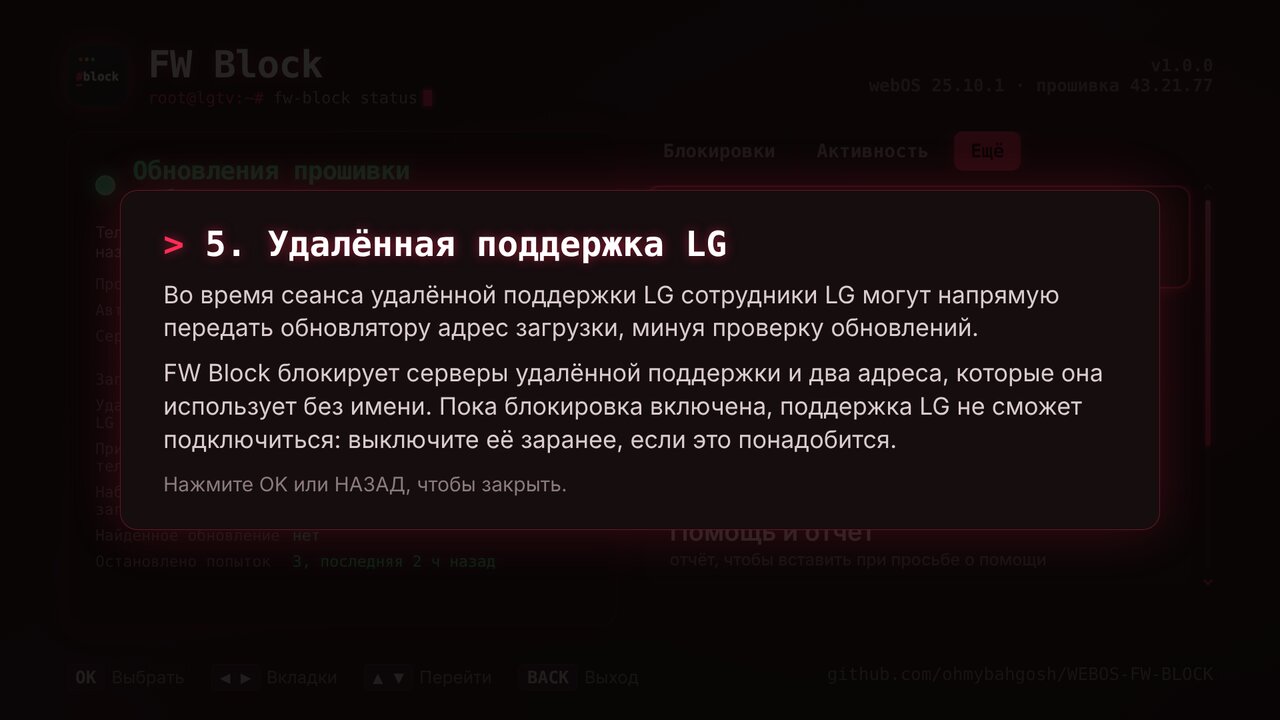 #block
FW Block
root@lgtv:~# fw-block status
v1.0.0
webOS 25.10.1 · прошивка 43.21.77
Блокировки
Активность
Ещё
Обновления прошивки
> 5. Удалённая поддержка LG
Во время сеанса удалённой поддержки LG сотрудники LG могут напрямую
передать обновлятору адрес загрузки, минуя проверку обновлений.
FW Block блокирует серверы удалённой поддержки и два адреса, которые она
использует без имени. Пока блокировка включена, поддержка LG не сможет
подключиться: выключите её заранее, если это понадобится.
Нажмите OK или НАЗАД, чтобы закрыть.
Найденное обновление нет
Остановлено попыток 3, последняя 2 ч назад
Помощь и отчёт
отчёт, чтобы вставить при просьбе о помощи
OK Выбрать
◀ ▶ Вкладки
▲ ▼ Перейти
BACK Выход
github.com/ohmybahgosh/WEBOS-FW-BLOCK